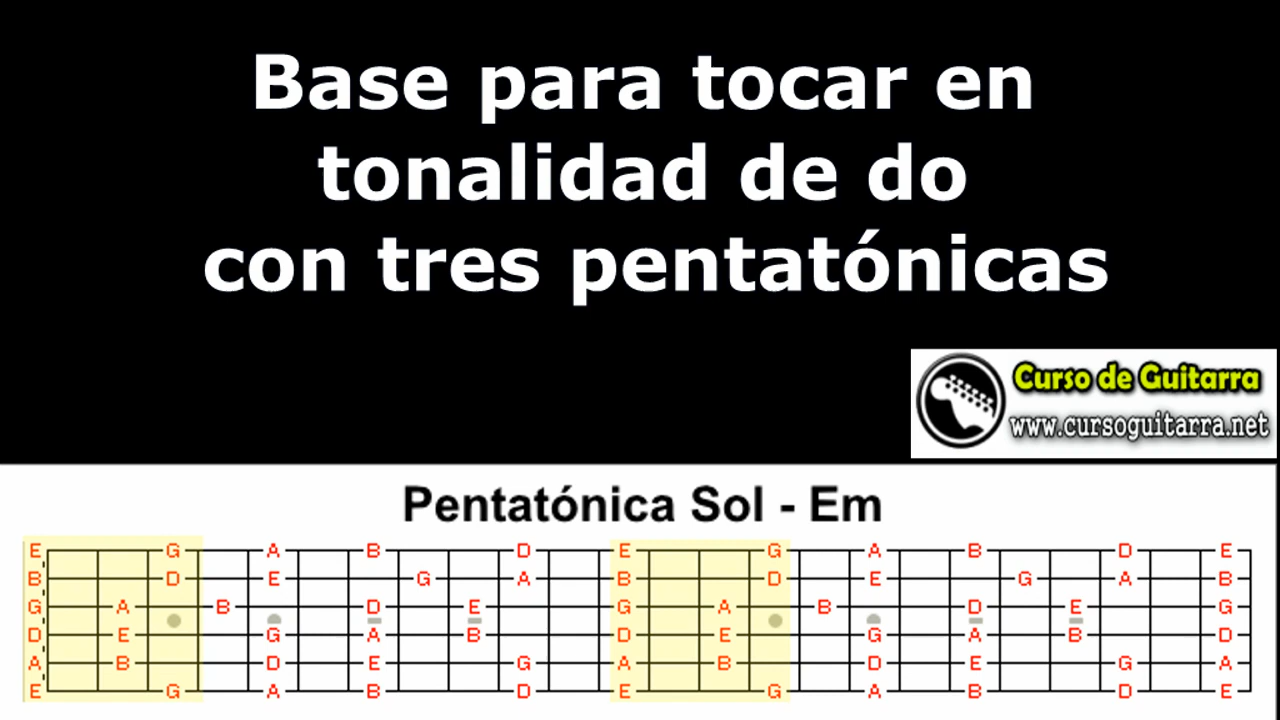 Base para tocar en
tonalidad de do
con tres pentatónicas
Curso de Guitarra
www.cursoguitarra.net
Pentatónica Sol - Em
E G A B D E G A B D E
B D E G A B D E G A B
G A B D E G A B D E G
D E G A B D E G A B D
A B D E G A B D E G A
E G A B D E G A B D E